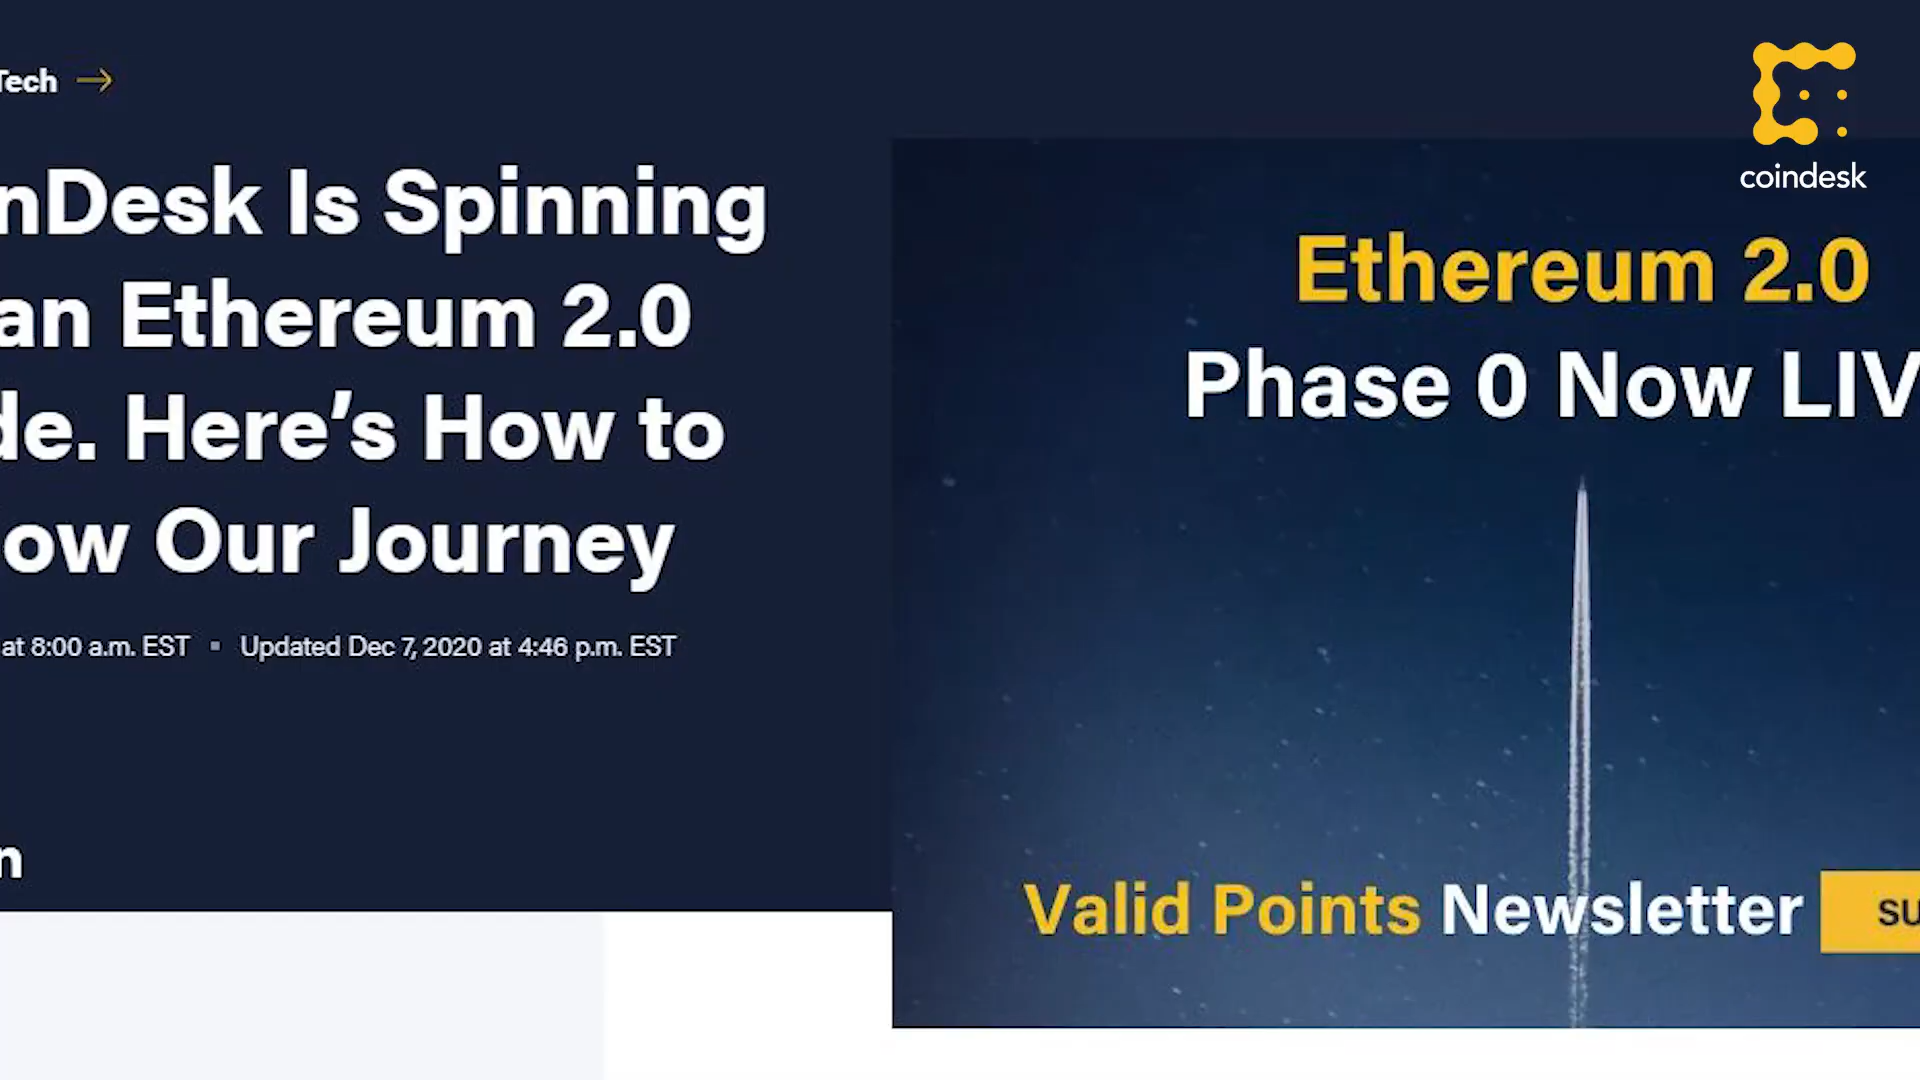 Tech
nDesk Is Spinning
an Ethereum 2.0
de. Here’s How to
low Our Journey
at 8:00 a.m. EST ▪ Updated Dec 7, 2020 at 4:46 p.m. EST
n
coindesk
Ethereum 2.0
Phase 0 Now LIV
Valid Points Newsletter
SU